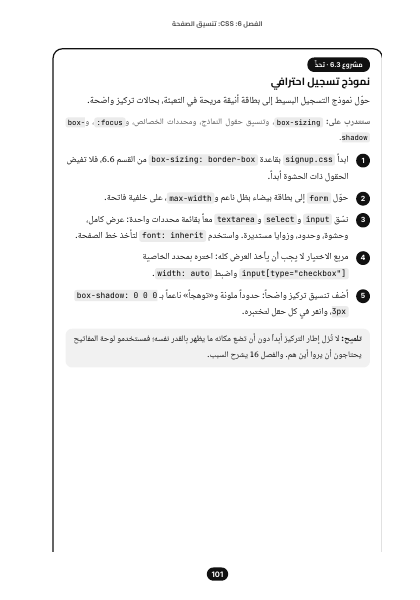 الفصل 6: CSS: تنسيق الصفحة
مشروع 6.3 · تحدٍّ
نموذج تسجيل احترافي
حوّل نموذج التسجيل البسيط إلى بطاقة أنيقة مريحة في التعبئة، بحالات تركيز واضحة.
ستتدرب على: box-sizing، وتنسيق حقول النماذج، ومحددات الخصائص، و:focus، وbox-
shadow.
1 ابدأ signup.css بقاعدة box-sizing: border-box من القسم 6.6، فلا تفيض
الحقول ذات الحشوة أبداً.
2 حوّل form إلى بطاقة بيضاء بظل ناعم وmax-width، على خلفية فاتحة.
3 نسّق input وselect وtextarea معاً بقائمة محددات واحدة: عرض كامل،
وحشوة، وحدود، وزوايا مستديرة. واستخدم font: inherit لتأخذ خط الصفحة.
4 مربع الاختيار لا يجب أن يأخذ العرض كله: اختره بمحدد الخاصية
input[type="checkbox"] واضبط width: auto.
5 أضف تنسيق تركيز واضحاً: حدوداً ملونة و«توهجاً» ناعماً بـ box-shadow: 0 0 0
3px، وانقر في كل حقل لتختبره.
تلميح: لا تُزل إطار التركيز أبداً دون أن تضع مكانه ما يظهر بالقدر نفسه؛ فمستخدمو لوحة المفاتيح
يحتاجون أن يروا أين هم. والفصل 16 يشرح السبب.
101